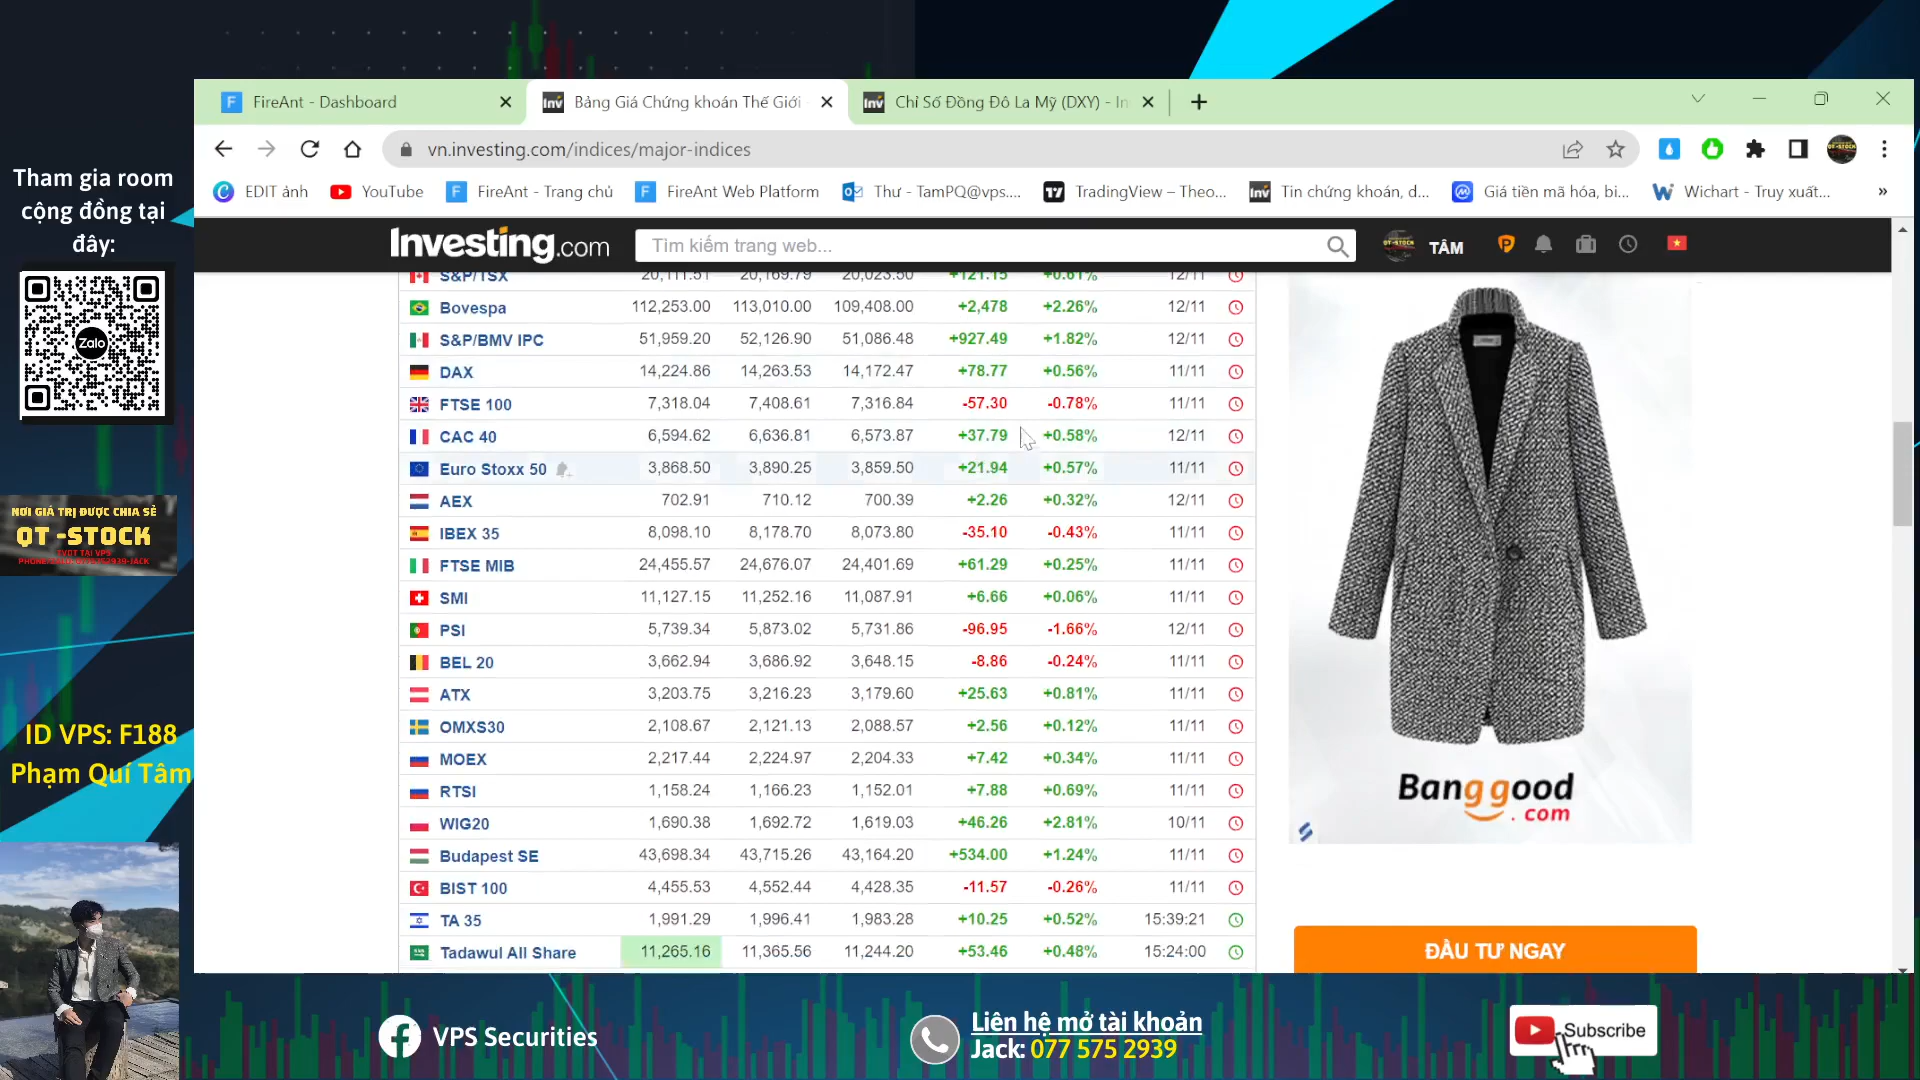 FireAnt - Dashboard
Bảng Giá Chứng khoán Thế Giới
Chỉ Số Đồng Đô La Mỹ (DXY) - In
vn.investing.com/indices/major-indices
EDIT ảnh
YouTube
FireAnt - Trang chủ
FireAnt Web Platform
Thư - TamPQ@vps....
TradingView – Theo...
Tin chứng khoán, d...
Giá tiền mã hóa, bi...
Wichart - Truy xuất...
»
Investing.com
Tìm kiếm trang web...
TÂM
S&P/TSX 20,111.51 20,169.79 20,023.50 +121.15 +0.61% 12/11
Bovespa 112,253.00 113,010.00 109,408.00 +2,478 +2.26% 12/11
S&P/BMV IPC 51,959.20 52,126.90 51,086.48 +927.49 +1.82% 12/11
DAX 14,224.86 14,263.53 14,172.47 +78.77 +0.56% 11/11
FTSE 100 7,318.04 7,408.61 7,316.84 -57.30 -0.78% 11/11
CAC 40 6,594.62 6,636.81 6,573.87 +37.79 +0.58% 12/11
Euro Stoxx 50 3,868.50 3,890.25 3,859.50 +21.94 +0.57% 11/11
AEX 702.91 710.12 700.39 +2.26 +0.32% 12/11
IBEX 35 8,098.10 8,178.70 8,073.80 -35.10 -0.43% 11/11
FTSE MIB 24,455.57 24,676.07 24,401.69 +61.29 +0.25% 11/11
SMI 11,127.15 11,252.16 11,087.91 +6.66 +0.06% 11/11
PSI 5,739.34 5,873.02 5,731.86 -96.95 -1.66% 12/11
BEL 20 3,662.94 3,686.92 3,648.15 -8.86 -0.24% 11/11
ATX 3,203.75 3,216.23 3,179.60 +25.63 +0.81% 11/11
OMXS30 2,108.67 2,121.13 2,088.57 +2.56 +0.12% 11/11
MOEX 2,217.44 2,224.97 2,204.33 +7.42 +0.34% 11/11
RTSI 1,158.24 1,166.23 1,152.01 +7.88 +0.69% 11/11
WIG20 1,690.38 1,692.72 1,619.03 +46.26 +2.81% 10/11
Budapest SE 43,698.34 43,715.26 43,164.20 +534.00 +1.24% 11/11
BIST 100 4,455.53 4,552.44 4,428.35 -11.57 -0.26% 11/11
TA 35 1,991.29 1,996.41 1,983.28 +10.25 +0.52% 15:39:21
Tadawul All Share 11,265.16 11,365.56 11,244.20 +53.46 +0.48% 15:24:00
Banggood
.com
ĐẦU TƯ NGAY
Tham gia room
cộng đồng tại
đây:
Zalo
NƠI GIÁ TRỊ ĐƯỢC CHIA SẺ
QT -STOCK
TVĐT TẠI VPS
ID VPS: F188
Phạm Quí Tâm
VPS Securities
Liên hệ mở tài khoản
Jack: 077 575 2939
Subscribe